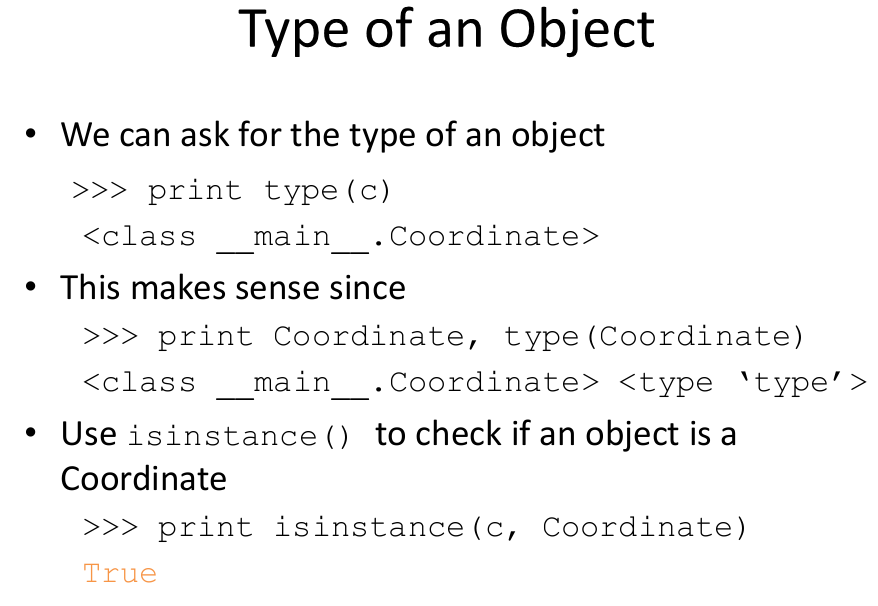 Type of an Object
• We can ask for the type of an object
>>> print type(c)
<class __main__.Coordinate>
• This makes sense since
>>> print Coordinate, type(Coordinate)
<class __main__.Coordinate> <type ‘type’>
• Use isinstance() to check if an object is a
Coordinate
>>> print isinstance(c, Coordinate)
True